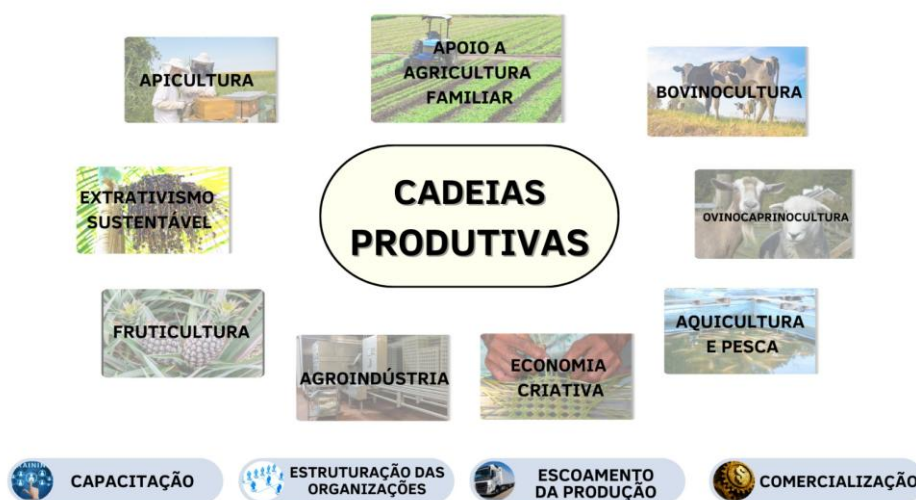 APICULTURA
APOIO A
AGRICULTURA
FAMILIAR
BOVINOCULTURA
EXTRATIVISMO
SUSTENTÁVEL
CADEIAS
PRODUTIVAS
OVINOCAPRINOCULTURA
FRUTICULTURA
AGROINDÚSTRIA
ECONOMIA
CRIATIVA
AQUICULTURA
E PESCA
CAPACITAÇÃO
ESTRUTURAÇÃO DAS
ORGANIZAÇÕES
ESCOAMENTO
DA PRODUÇÃO
COMERCIALIZAÇÃO